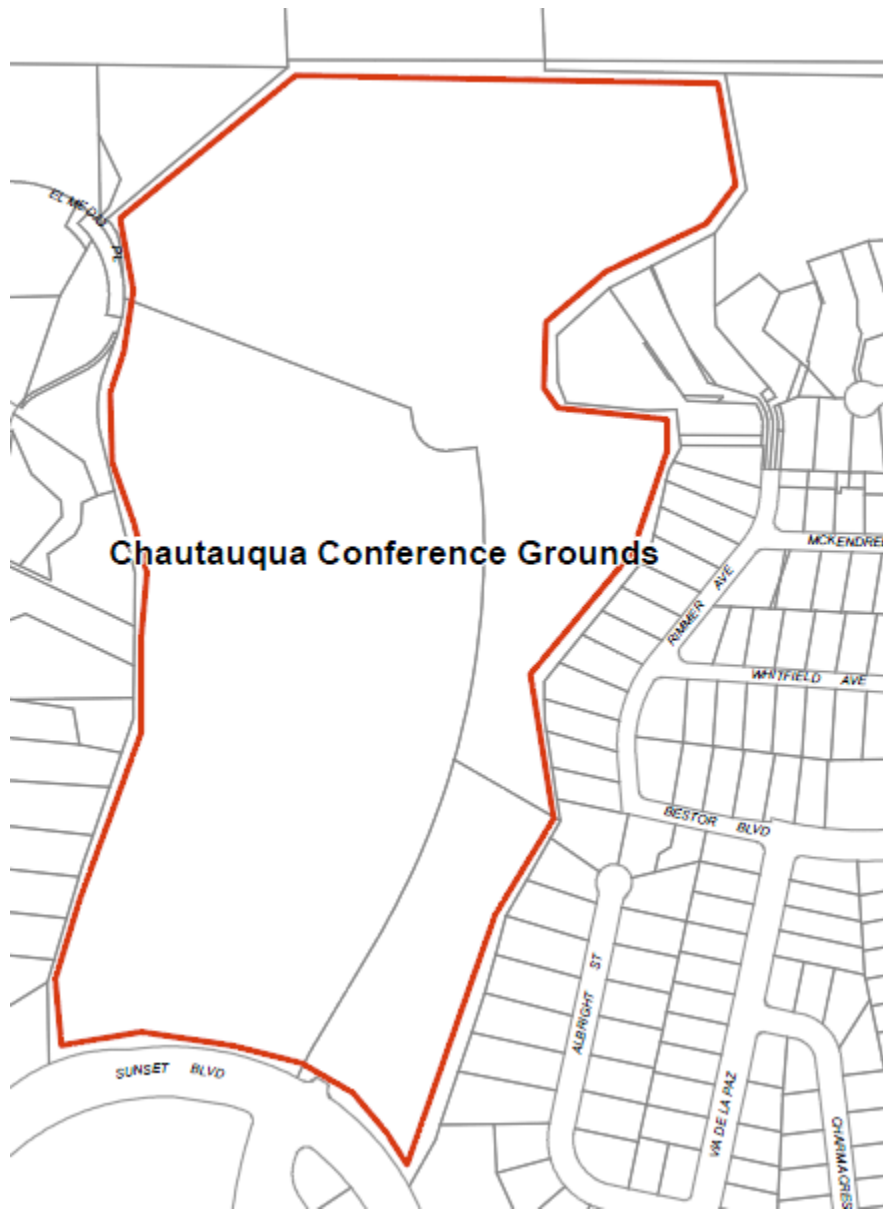 EL MEDIO PL
Chautauqua Conference Grounds
MCKENDREE
RIMMER AVE
WHITFIELD AVE
BESTOR BLVD
ALBRIGHT ST
SUNSET BLVD
VIA DE LA PAZ
CHARMACRES